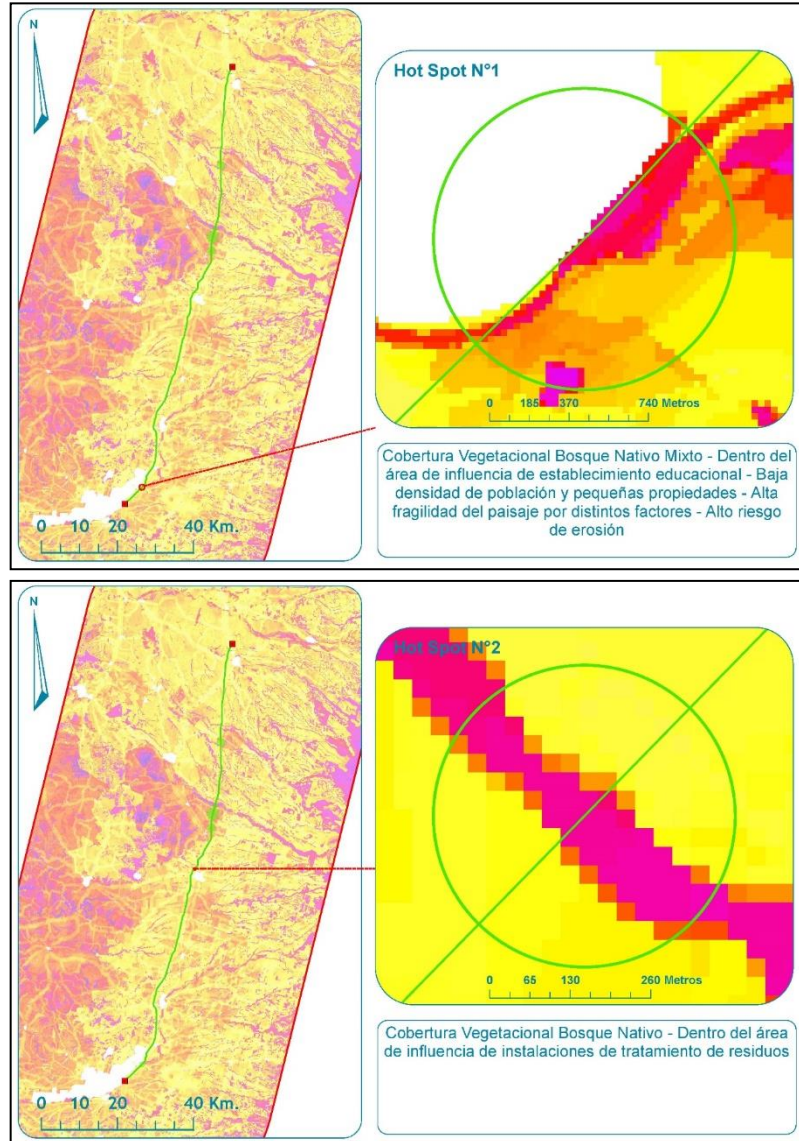 N
0 10 20 40 Km.
Hot Spot N°1
0 185 370 740 Metros
Cobertura Vegetacional Bosque Nativo Mixto - Dentro del
área de influencia de establecimiento educacional - Baja
densidad de población y pequeñas propiedades - Alta
fragilidad del paisaje por distintos factores - Alto riesgo
de erosión
N
0 10 20 40 Km.
Hot Spot N°2
0 65 130 260 Metros
Cobertura Vegetacional Bosque Nativo - Dentro del área
de influencia de instalaciones de tratamiento de residuos